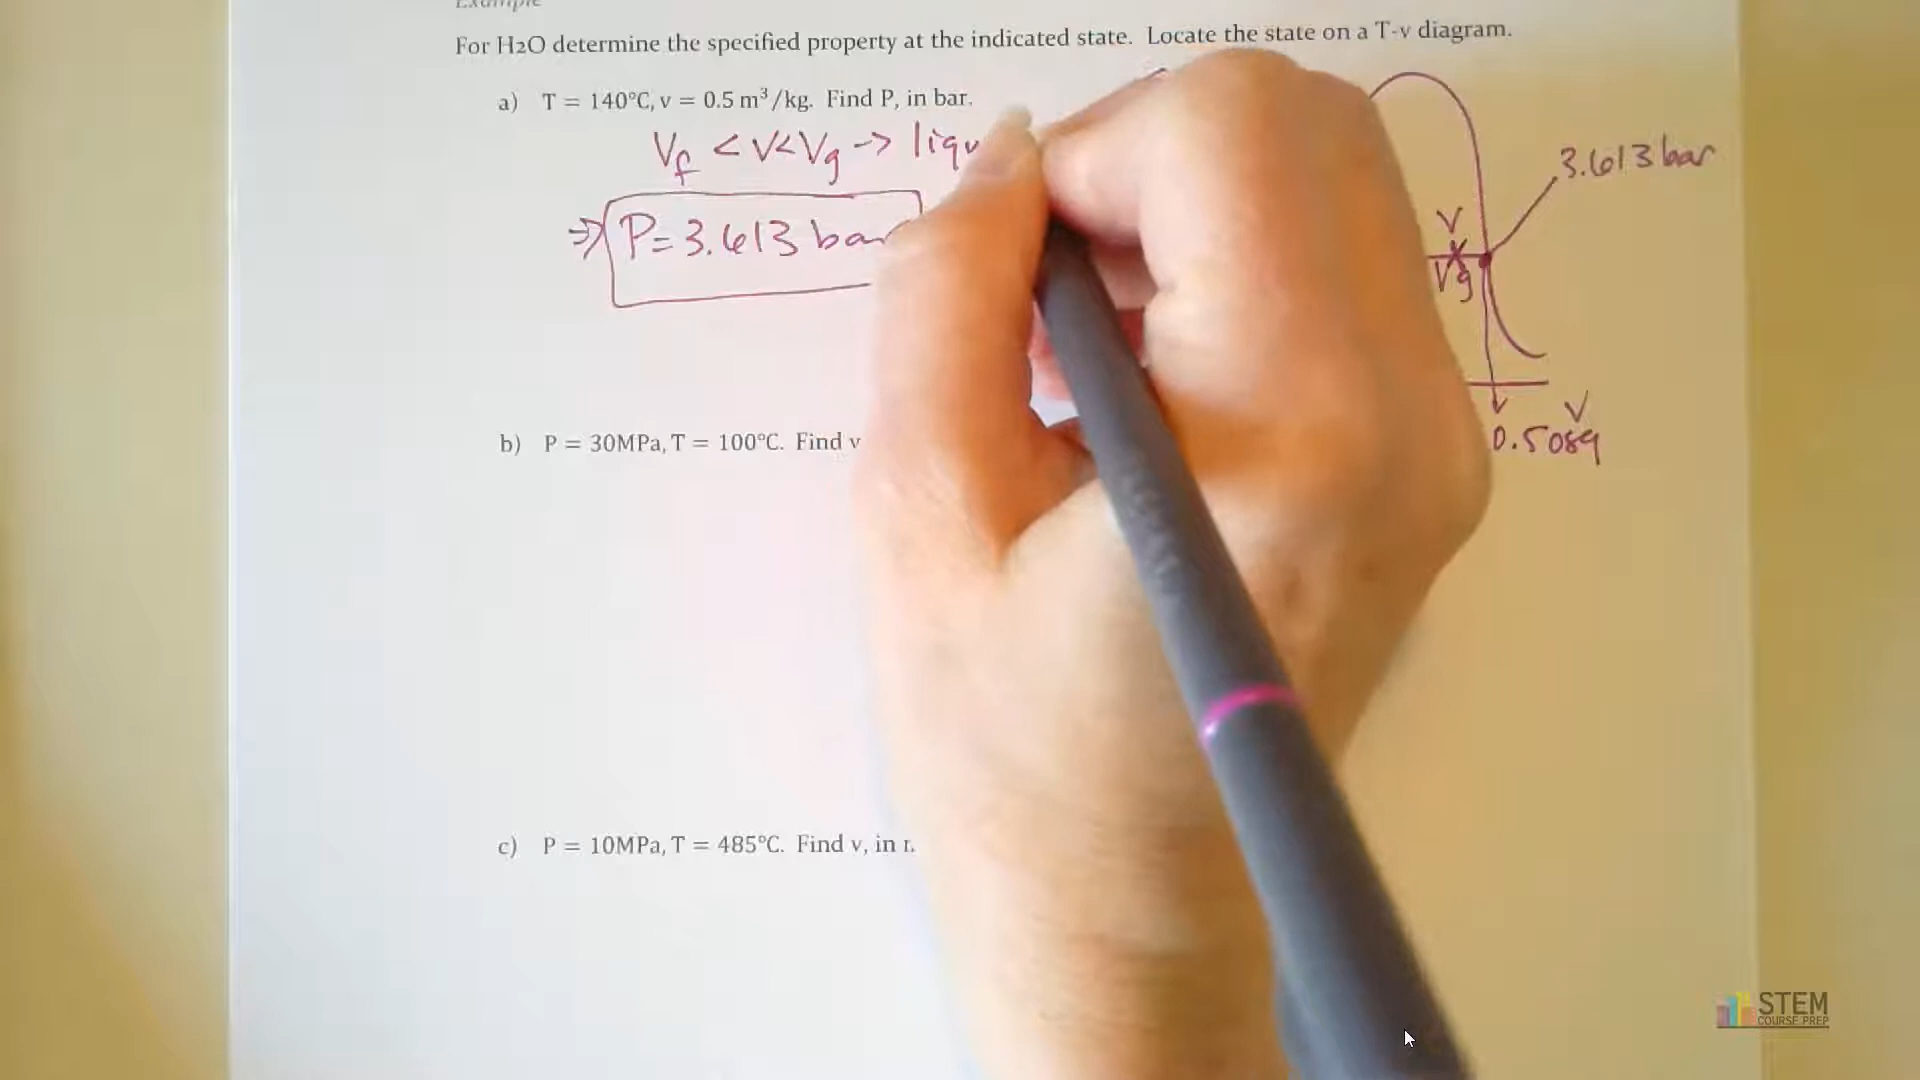 Example
For H2O determine the specified property at the indicated state. Locate the state on a T-v diagram.
a) T = 140°C, v = 0.5 m³/kg. Find P, in bar.
Vf < V < Vg -> liqu
=> P = 3.613 bar
3.613 bar
V
Vg
V
0.5089
b) P = 30MPa, T = 100°C. Find v
c) P = 10MPa, T = 485°C. Find v, in
STEM
COURSE PREP